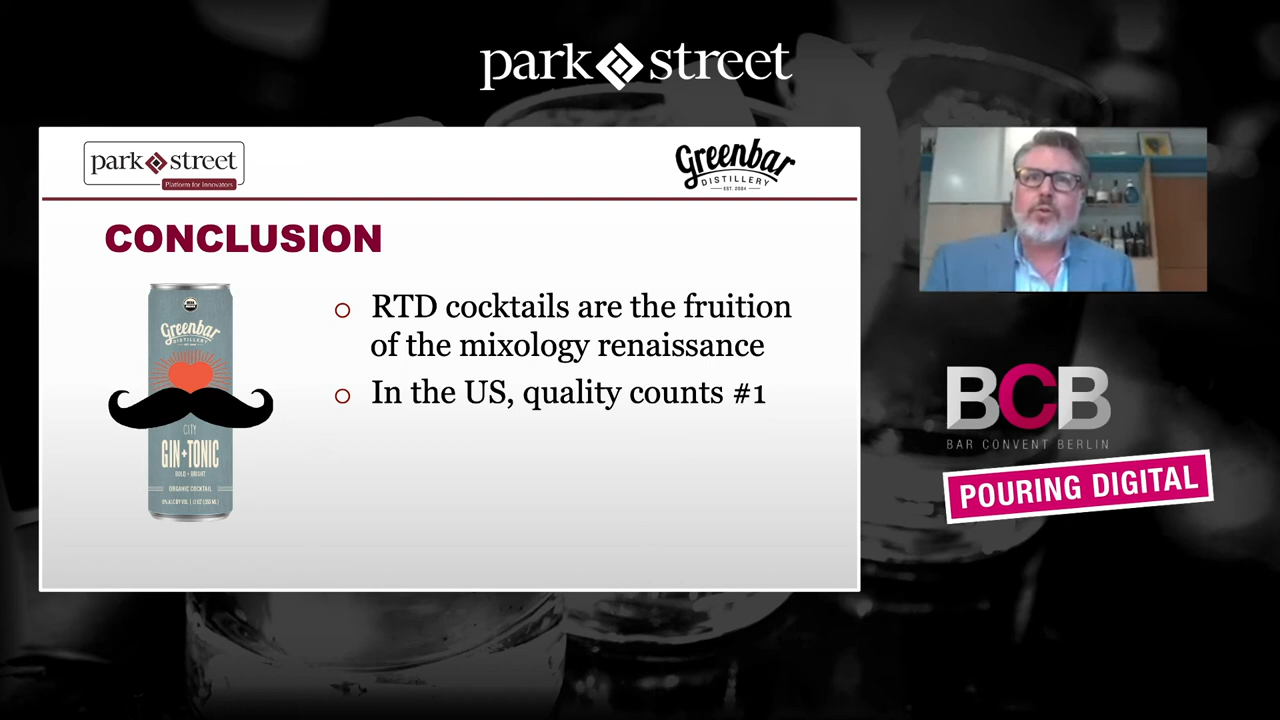 park street
park street
Platform for Innovators
Greenbar
DISTILLERY
EST. 2004
CONCLUSION
RTD cocktails are the fruition
of the mixology renaissance
In the US, quality counts #1
Greenbar
DISTILLERY
CITY
GIN+TONIC
BOLD + BRIGHT
ORGANIC COCKTAIL
BCB
BAR CONVENT BERLIN
POURING DIGITAL